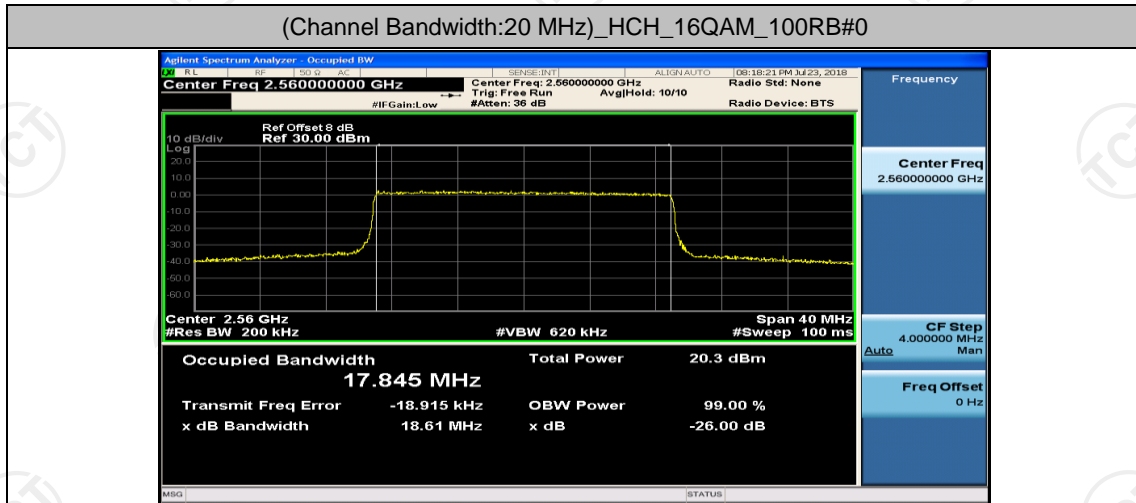 (Channel Bandwidth:20 MHz)_HCH_16QAM_100RB#0
Agilent Spectrum Analyzer - Occupied BW
LXI RL RF 50 Ω AC SENSE:INT ALIGN AUTO 08:18:21 PM Jul 23, 2018
Center Freq 2.560000000 GHz
Center Freq: 2.560000000 GHz
Radio Std: None
Trig: Free Run Avg|Hold: 10/10
#IFGain:Low
#Atten: 36 dB
Radio Device: BTS
Ref Offset 8 dB
10 dB/div Ref 30.00 dBm
Log
20.0
10.0
0.00
-10.0
-20.0
-30.0
-40.0
-50.0
-60.0
Center 2.56 GHz Span 40 MHz
#Res BW 200 kHz #VBW 620 kHz #Sweep 100 ms
Occupied Bandwidth Total Power 20.3 dBm
17.845 MHz
Transmit Freq Error -18.915 kHz OBW Power 99.00 %
x dB Bandwidth 18.61 MHz x dB -26.00 dB
MSG STATUS
Frequency
Center Freq
2.560000000 GHz
CF Step
4.000000 MHz
Auto Man
Freq Offset
0 Hz
TCT
TCT